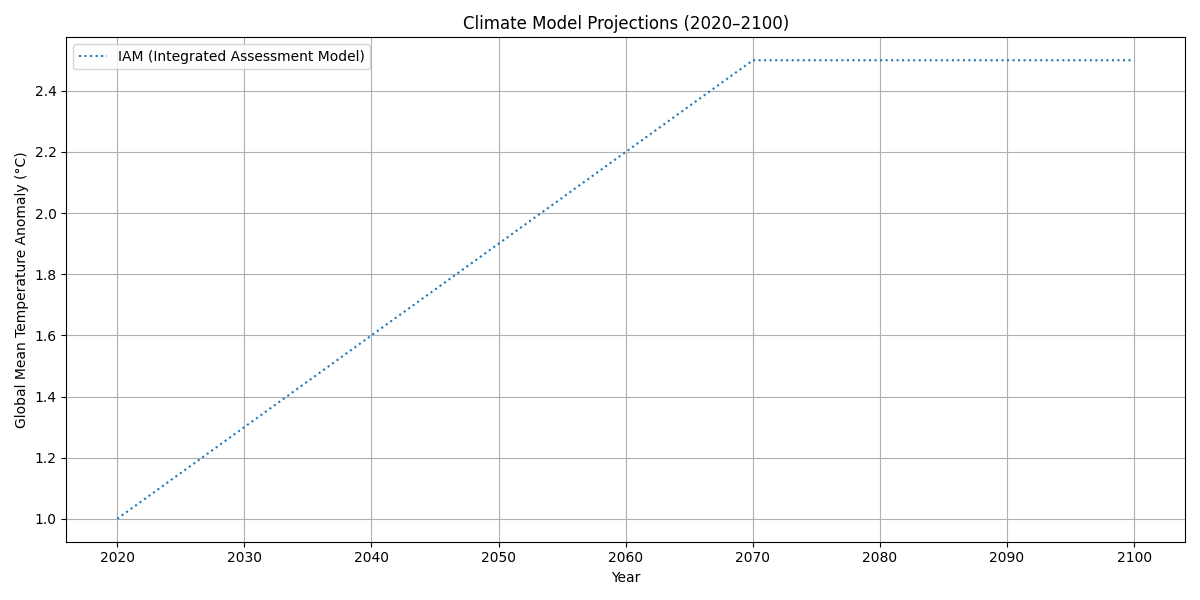 Climate Model Projections (2020–2100)
IAM (Integrated Assessment Model)
Global Mean Temperature Anomaly (°C)
2.4
2.2
2.0
1.8
1.6
1.4
1.2
1.0
2020 2030 2040 2050 2060 2070 2080 2090 2100
Year